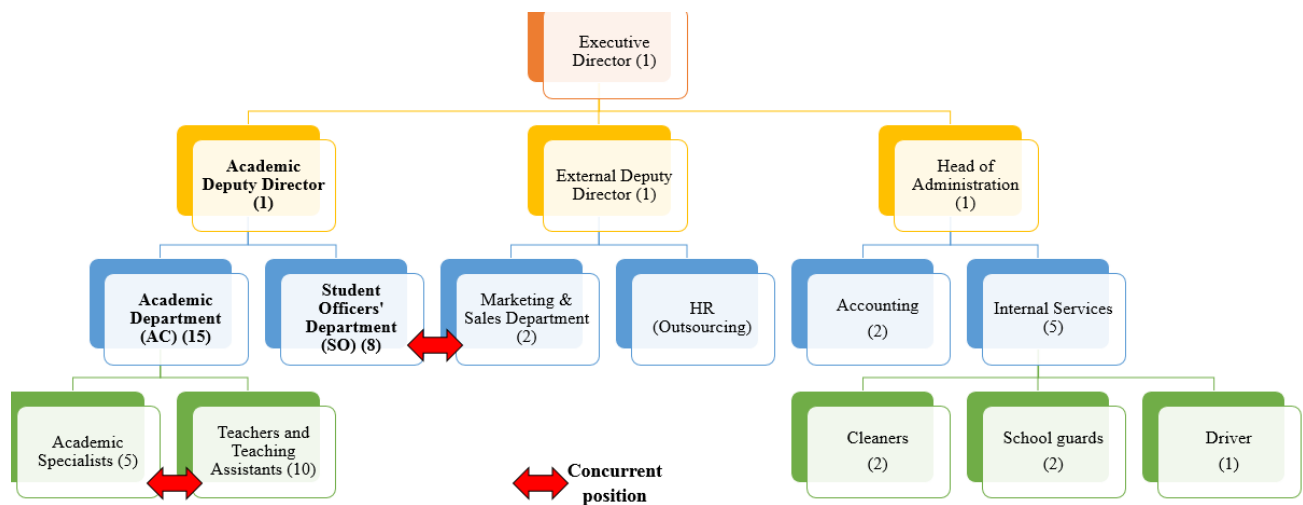 Executive
Director (1)
Academic
Deputy Director
(1)
External Deputy
Director (1)
Head of
Administration
(1)
Academic
Department
(AC) (15)
Student
Officers'
Department
(SO) (8)
Marketing &
Sales Department
(2)
HR
(Outsourcing)
Accounting
(2)
Internal Services
(5)
Academic
Specialists (5)
Teachers and
Teaching
Assistants (10)
Cleaners
(2)
School guards
(2)
Driver
(1)
Concurrent
position